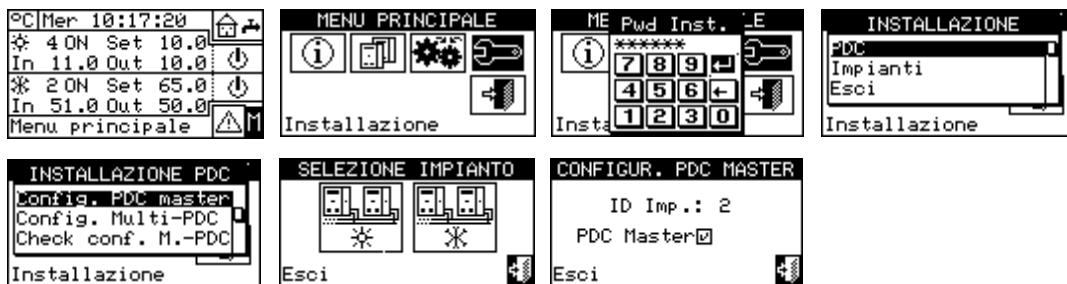 °C Mer 10:17:20
4 ON Set 10.0
In 11.0 Out 10.0
2 ON Set 65.0
In 51.0 Out 50.0
Menu principale M
MENU PRINCIPALE
i
Installazione
ME Pwd Inst. LE
******
i 7 8 9
4 5 6 ←
1 2 3 0
Insta
INSTALLAZIONE
PDC
Impianti
Esci
Installazione
INSTALLAZIONE PDC
Config. PDC master
Config. Multi-PDC
Check conf. M.-PDC
Installazione
SELEZIONE IMPIANTO
Esci
CONFIGUR. PDC MASTER
ID Imp.: 2
PDC Master
Esci